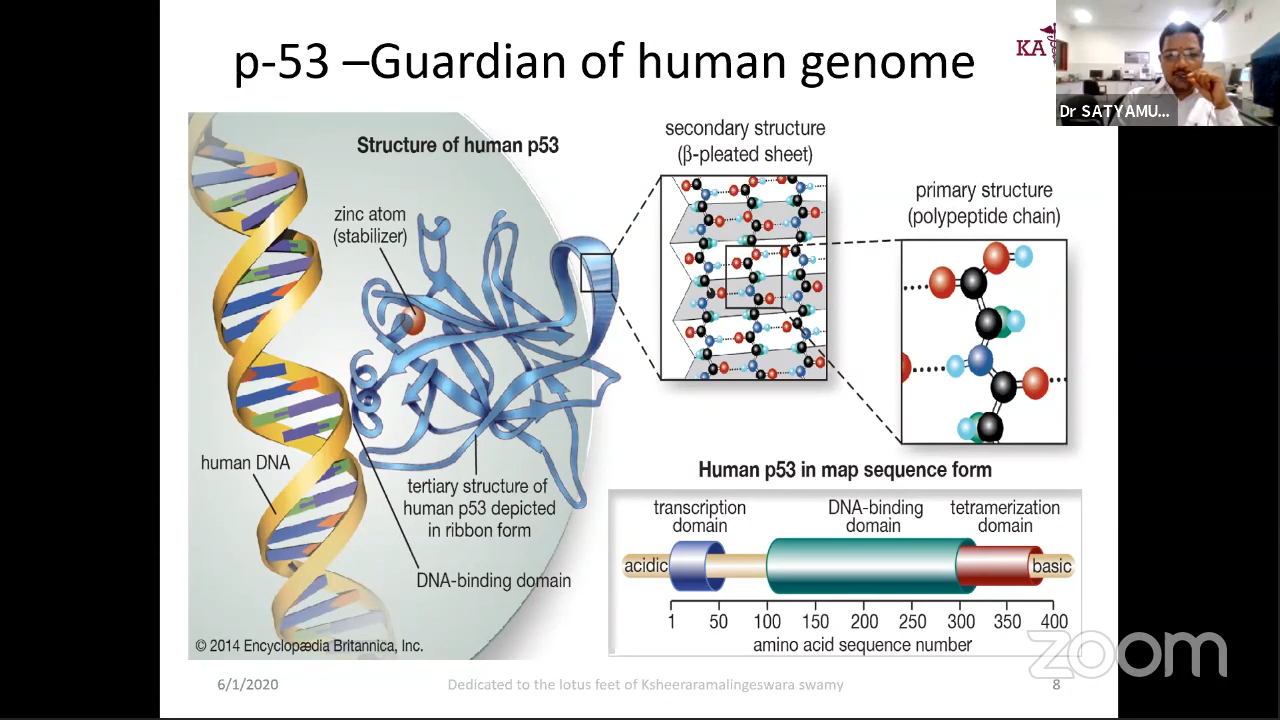 p-53 –Guardian of human genome
KA
Dr SATYAMU...
Structure of human p53
zinc atom
(stabilizer)
human DNA
tertiary structure of
human p53 depicted
in ribbon form
DNA-binding domain
© 2014 Encyclopædia Britannica, Inc.
secondary structure
(β-pleated sheet)
primary structure
(polypeptide chain)
Human p53 in map sequence form
transcription
domain
DNA-binding
domain
tetramerization
domain
acidic
basic
1 50 100 150 200 250 300 350 400
amino acid sequence number
zoom
6/1/2020
Dedicated to the lotus feet of Ksheeraramalingeswara swamy
8